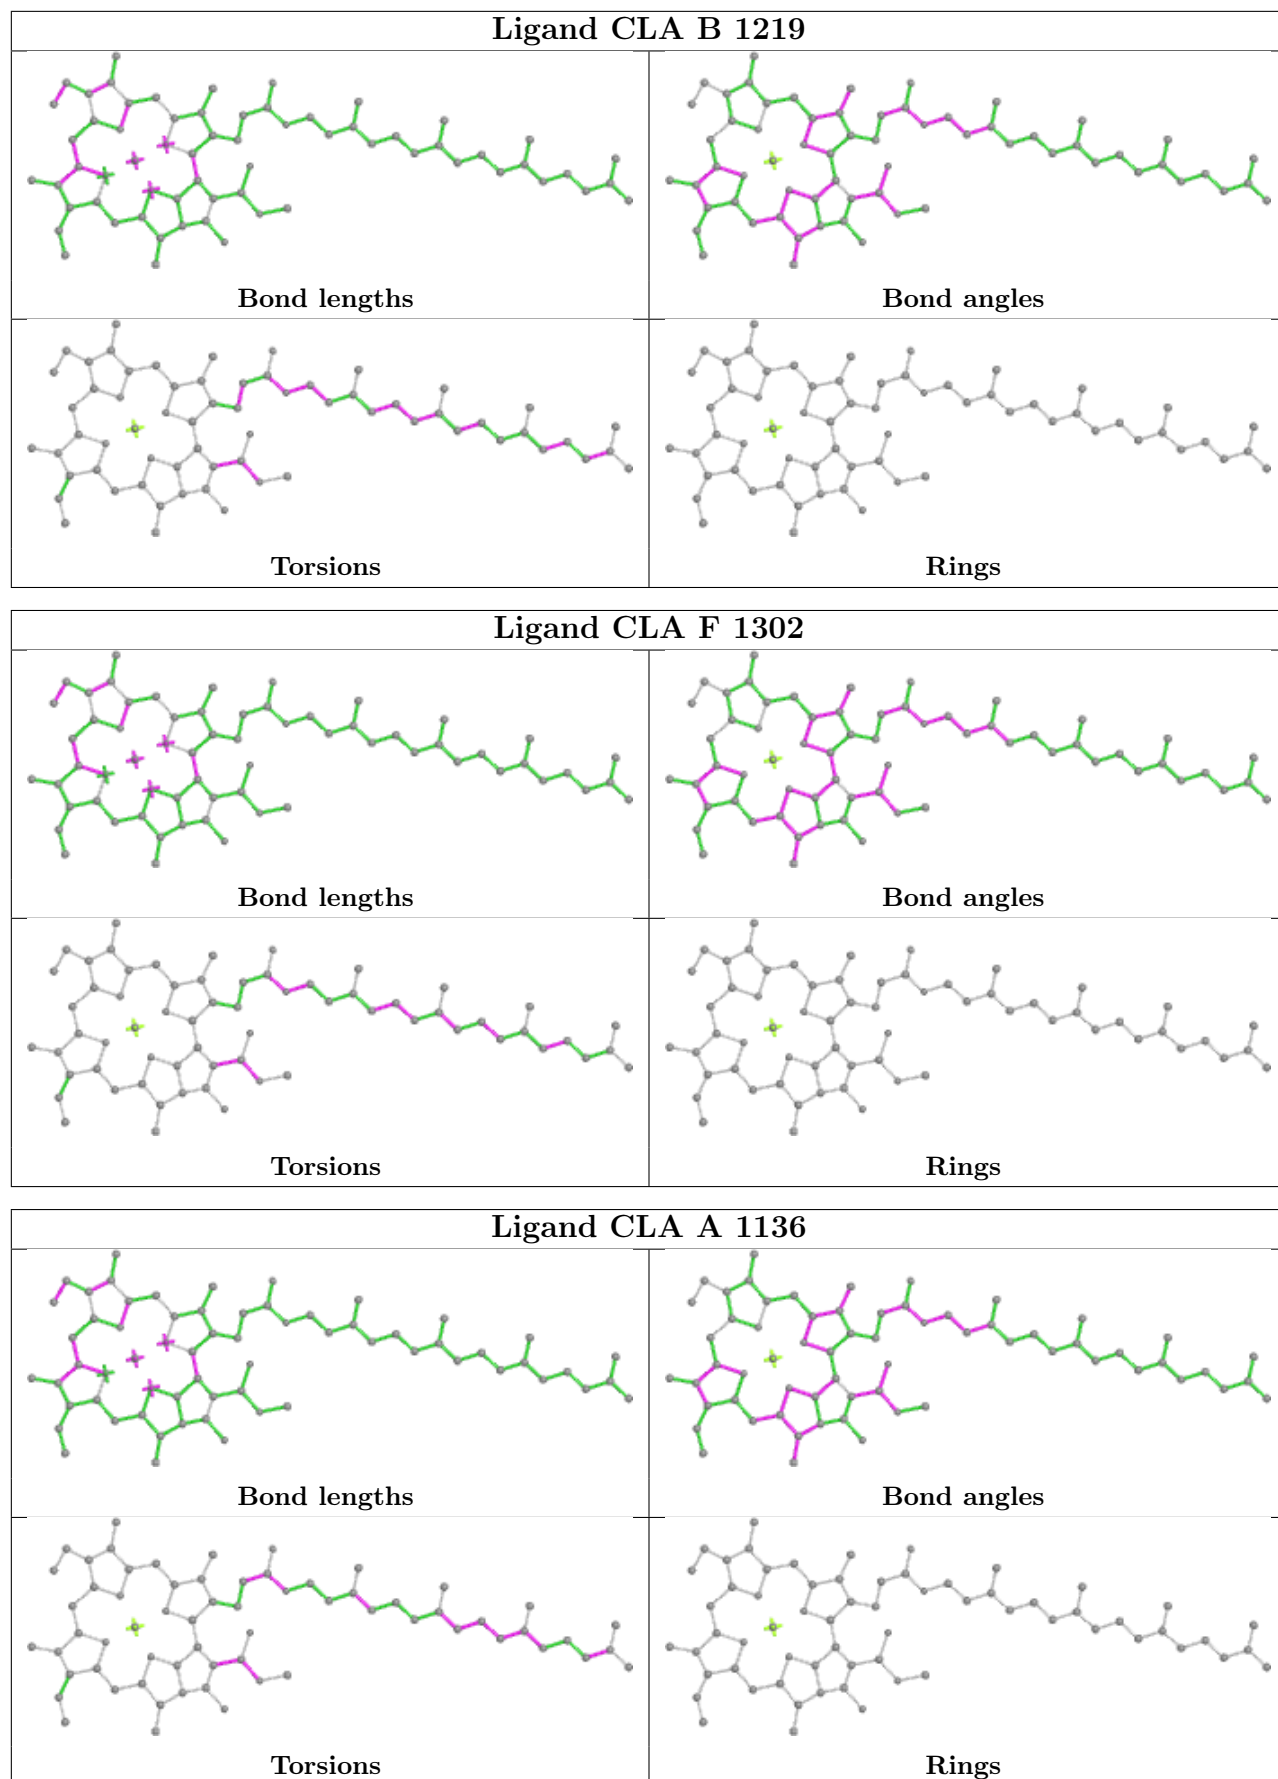 Ligand CLA B 1219
Bond lengths
Bond angles
Torsions
Rings
Ligand CLA F 1302
Bond lengths
Bond angles
Torsions
Rings
Ligand CLA A 1136
Bond lengths
Bond angles
Torsions
Rings